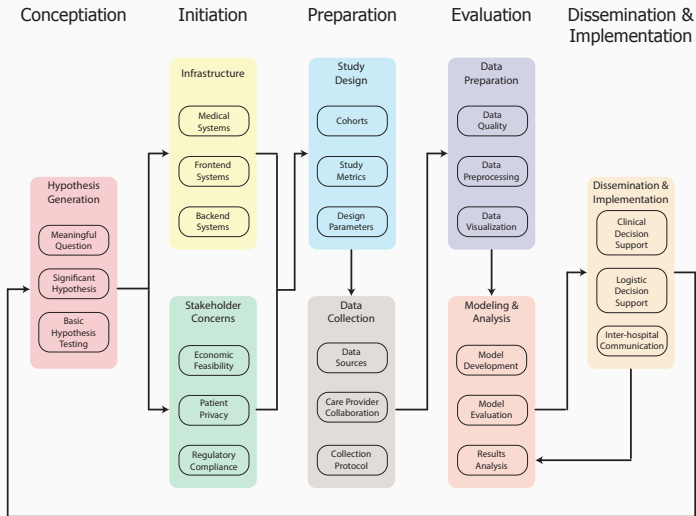 Conceptiation
Initiation
Preparation
Evaluation
Dissemination &
Implementation
Hypothesis
Generation
Meaningful
Question
Significant
Hypothesis
Basic
Hypothesis
Testing
Infrastructure
Medical
Systems
Frontend
Systems
Backend
Systems
Stakeholder
Concerns
Economic
Feasibility
Patient
Privacy
Regulatory
Compliance
Study
Design
Cohorts
Study
Metrics
Design
Parameters
Data
Collection
Data
Sources
Care Provider
Collaboration
Collection
Protocol
Data
Preparation
Data
Quality
Data
Preprocessing
Data
Visualization
Modeling &
Analysis
Model
Development
Model
Evaluation
Results
Analysis
Dissemination &
Implementation
Clinical
Decision
Support
Logistic
Decision
Support
Inter-hospital
Communication